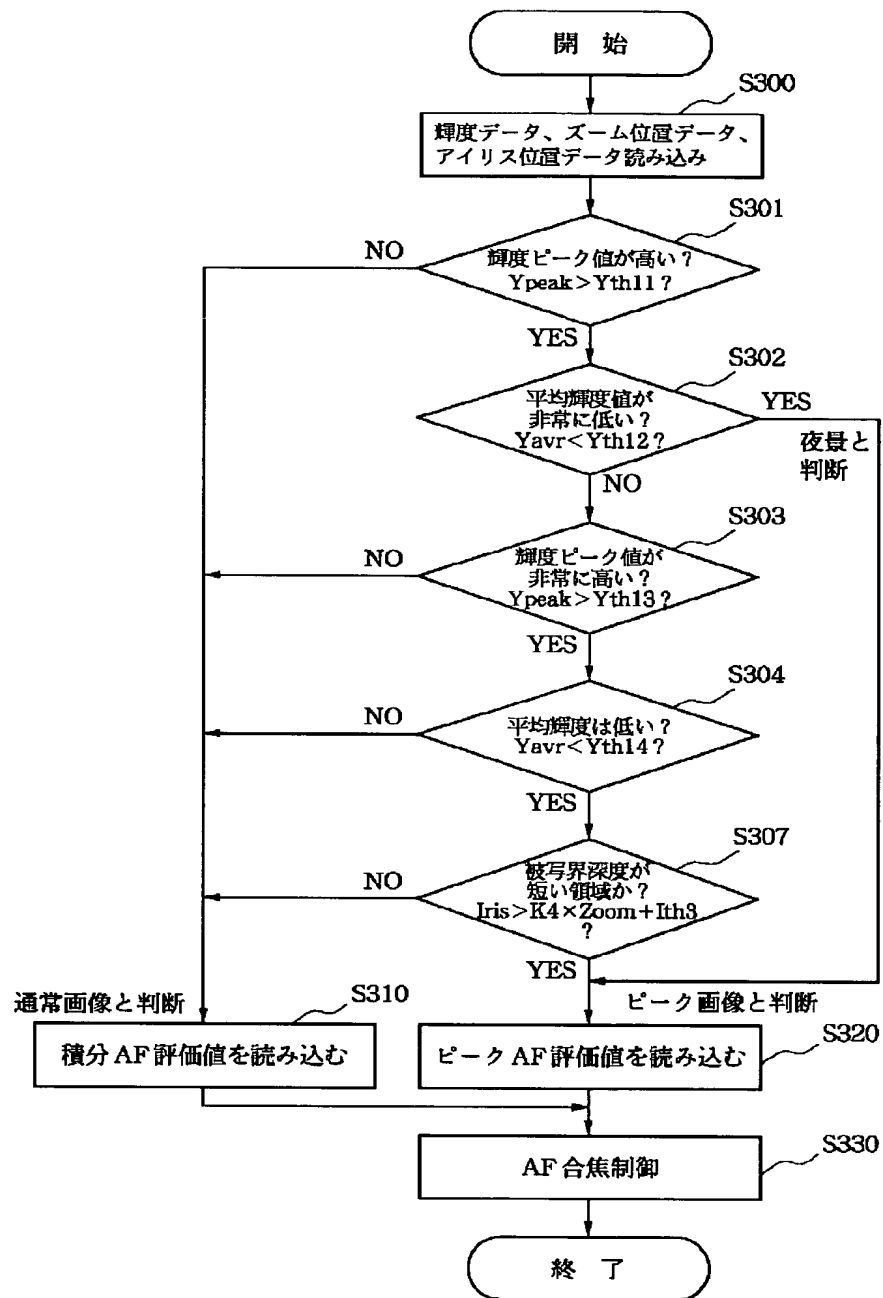 開 始
S300
輝度データ、ズーム位置データ、
アイリス位置データ読み込み
S301
NO
輝度ピーク値が高い?
Ypeak>Yth11?
YES
S302
平均輝度値が
非常に低い?
Yavr<Yth12?
YES
夜景と
判断
NO
S303
NO
輝度ピーク値が
非常に高い?
Ypeak>Yth13?
YES
S304
NO
平均輝度は低い?
Yavr<Yth14?
YES
S307
NO
被写界深度が
短い領域か?
Iris>K4×Zoom+Ith3
?
YES
通常画像と判断
ピーク画像と判断
S310
積分AF評価値を読み込む
S320
ピークAF評価値を読み込む
S330
AF合焦制御
終 了